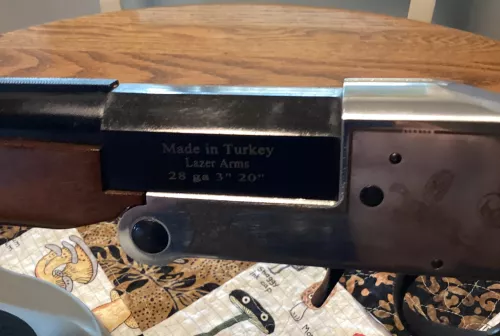 Made in Turkey
Lazer Arms
28 ga 3" 20"